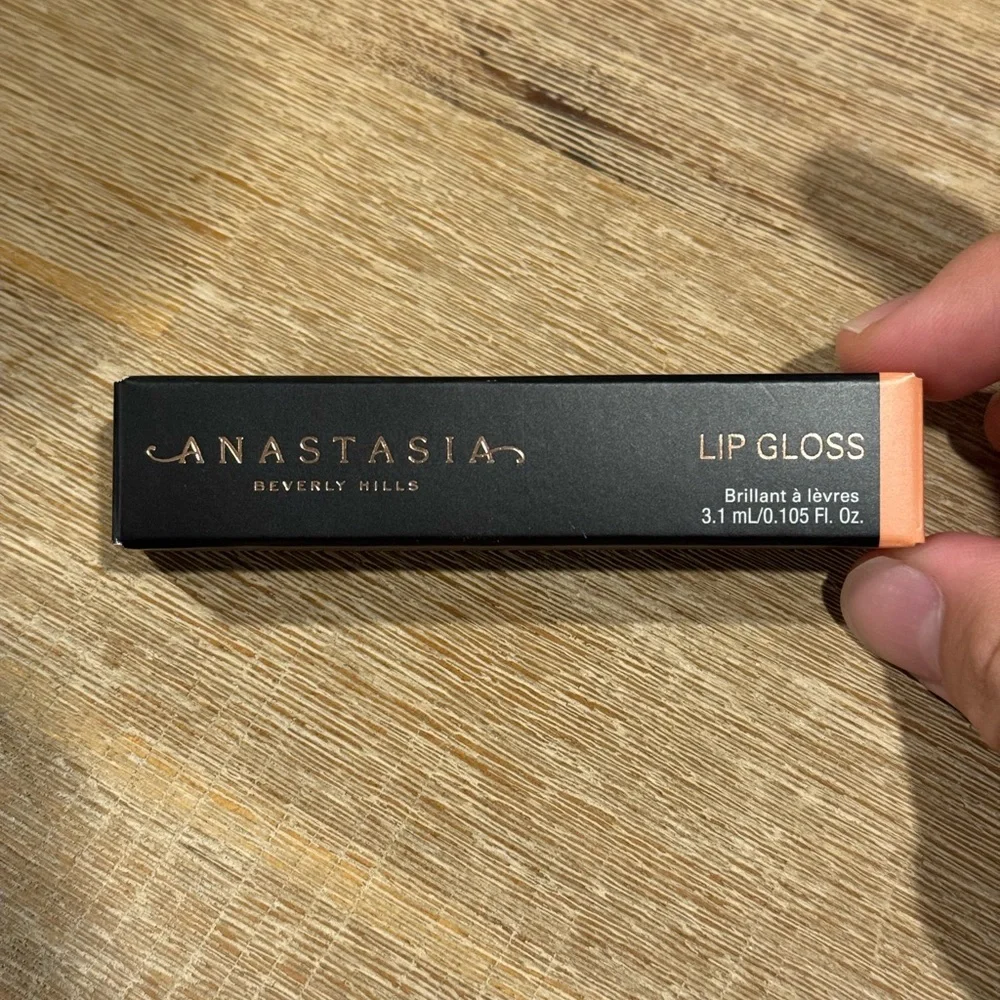 ANASTASIA
BEVERLY HILLS
LIP GLOSS
Brillant à lèvres
3.1 mL/0.105 Fl. Oz.